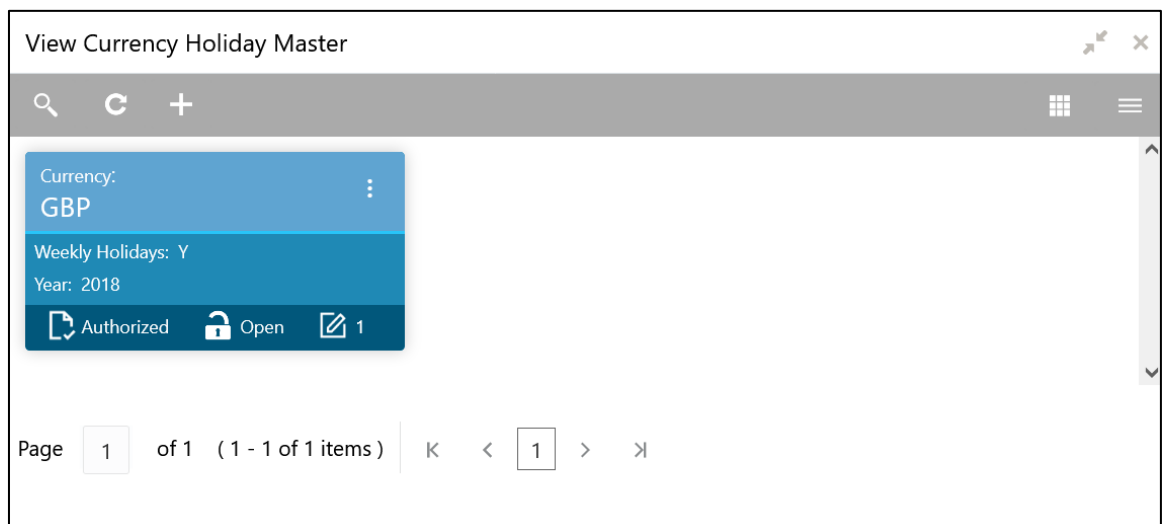 View Currency Holiday Master
Currency:
GBP
Weekly Holidays: Y
Year: 2018
Authorized Open 1
Page 1 of 1 ( 1 - 1 of 1 items ) 1